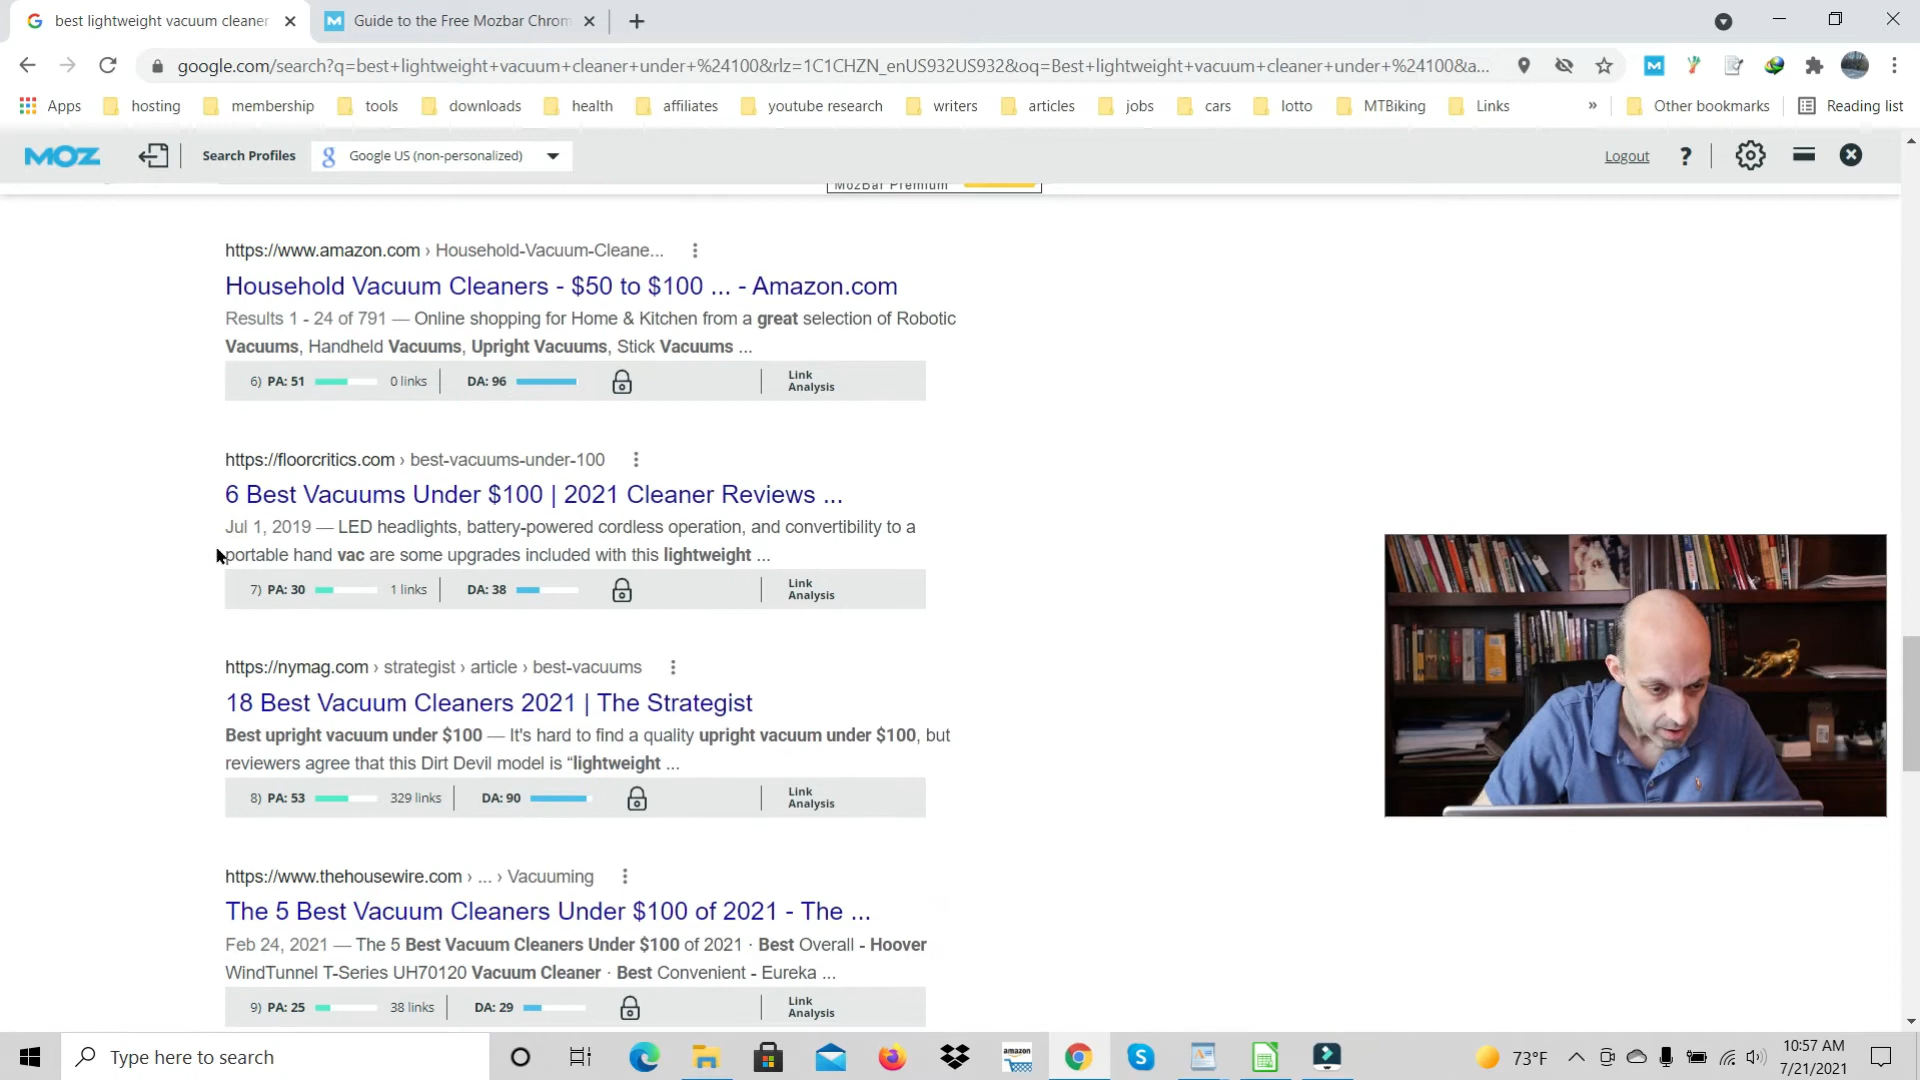 best lightweight vacuum cleaner
Guide to the Free Mozbar Chrom
google.com/search?q=best+lightweight+vacuum+cleaner+under+%24100&rlz=1C1CHZN_enUS932US932&oq=Best+lightweight+vacuum+cleaner+under+%24100&a...
Apps hosting membership tools downloads health affiliates youtube research writers articles jobs cars lotto MTBiking Links » Other bookmarks Reading list
MOZ Search Profiles Google US (non-personalized) Logout ?
MozBar Premium
https://www.amazon.com › Household-Vacuum-Cleane...
Household Vacuum Cleaners - $50 to $100 ... - Amazon.com
Results 1 - 24 of 791 — Online shopping for Home & Kitchen from a great selection of Robotic
Vacuums, Handheld Vacuums, Upright Vacuums, Stick Vacuums ...
6) PA: 51 0 links DA: 96 Link
Analysis
https://floorcritics.com › best-vacuums-under-100
6 Best Vacuums Under $100 | 2021 Cleaner Reviews ...
Jul 1, 2019 — LED headlights, battery-powered cordless operation, and convertibility to a
portable hand vac are some upgrades included with this lightweight ...
7) PA: 30 1 links DA: 38 Link
Analysis
https://nymag.com › strategist › article › best-vacuums
18 Best Vacuum Cleaners 2021 | The Strategist
Best upright vacuum under $100 — It's hard to find a quality upright vacuum under $100, but
reviewers agree that this Dirt Devil model is “lightweight ...
8) PA: 53 329 links DA: 90 Link
Analysis
https://www.thehousewire.com › ... › Vacuuming
The 5 Best Vacuum Cleaners Under $100 of 2021 - The ...
Feb 24, 2021 — The 5 Best Vacuum Cleaners Under $100 of 2021 · Best Overall - Hoover
WindTunnel T-Series UH70120 Vacuum Cleaner · Best Convenient - Eureka ...
9) PA: 25 38 links DA: 29 Link
Analysis
Type here to search
amazon
73°F
10:57 AM
7/21/2021